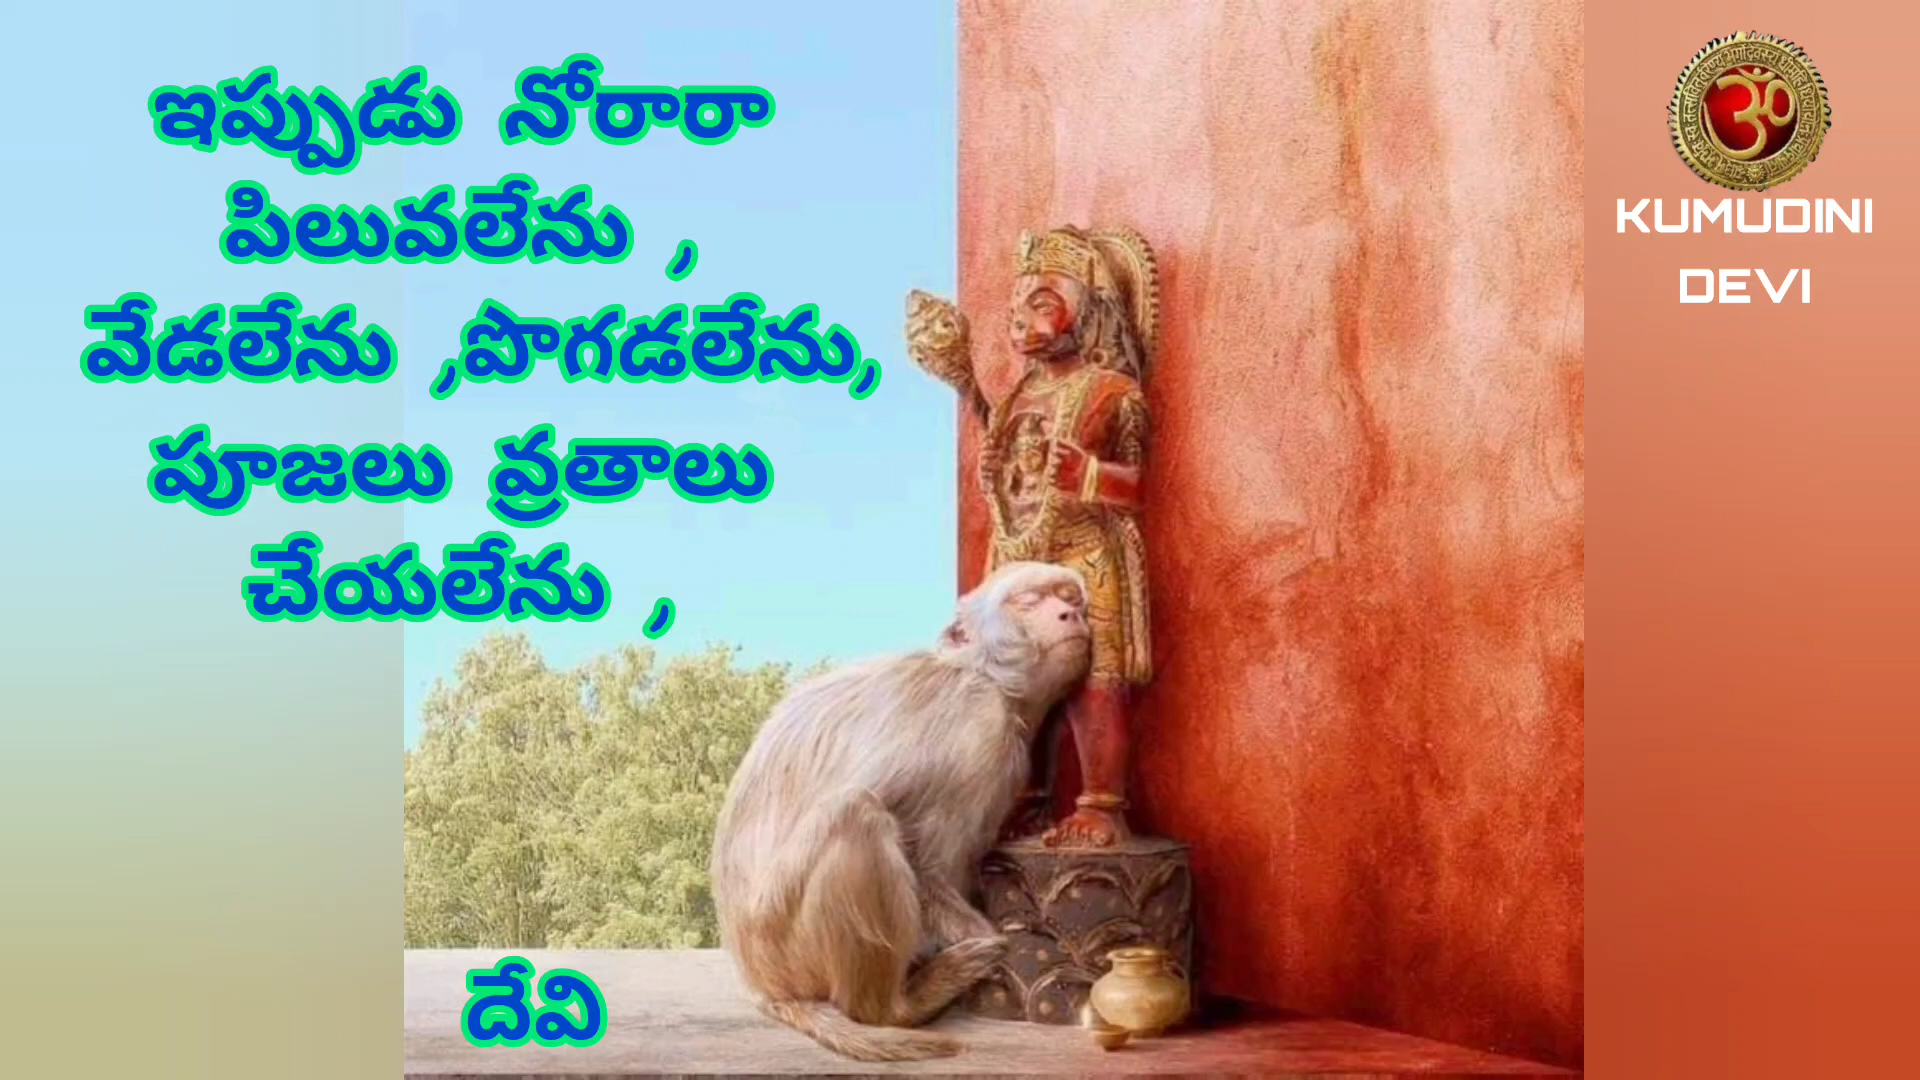 ఇప్పుడు నోరారా
పిలువలేను ,
వేడలేను ,పొగడలేను,
పూజలు వ్రతాలు
చేయలేను ,
దేవి
KUMUDINI
DEVI
ॐ